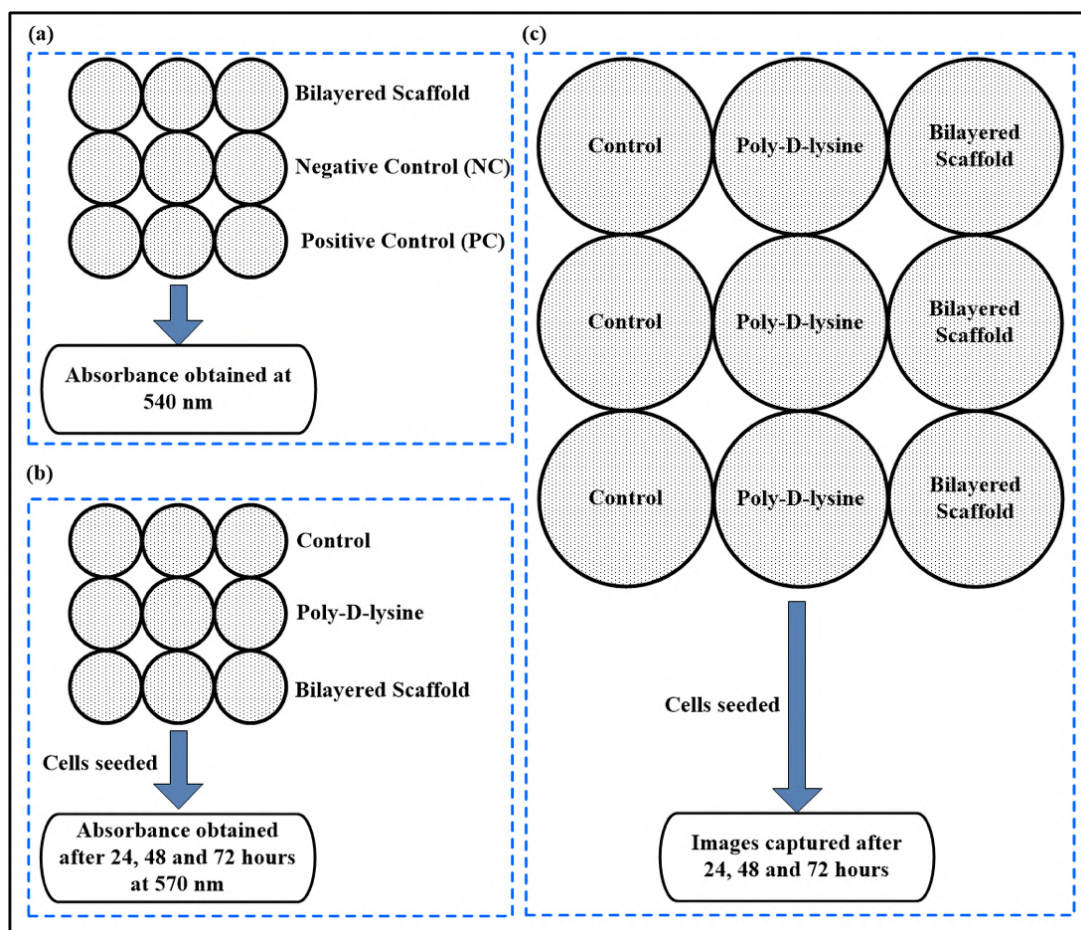 (a)
Bilayered Scaffold
Negative Control (NC)
Positive Control (PC)
Absorbance obtained at
540 nm
(b)
Control
Poly-D-lysine
Bilayered Scaffold
Cells seeded
Absorbance obtained
after 24, 48 and 72 hours
at 570 nm
(c)
Control
Poly-D-lysine
Bilayered
Scaffold
Control
Poly-D-lysine
Bilayered
Scaffold
Control
Poly-D-lysine
Bilayered
Scaffold
Cells seeded
Images captured after
24, 48 and 72 hours